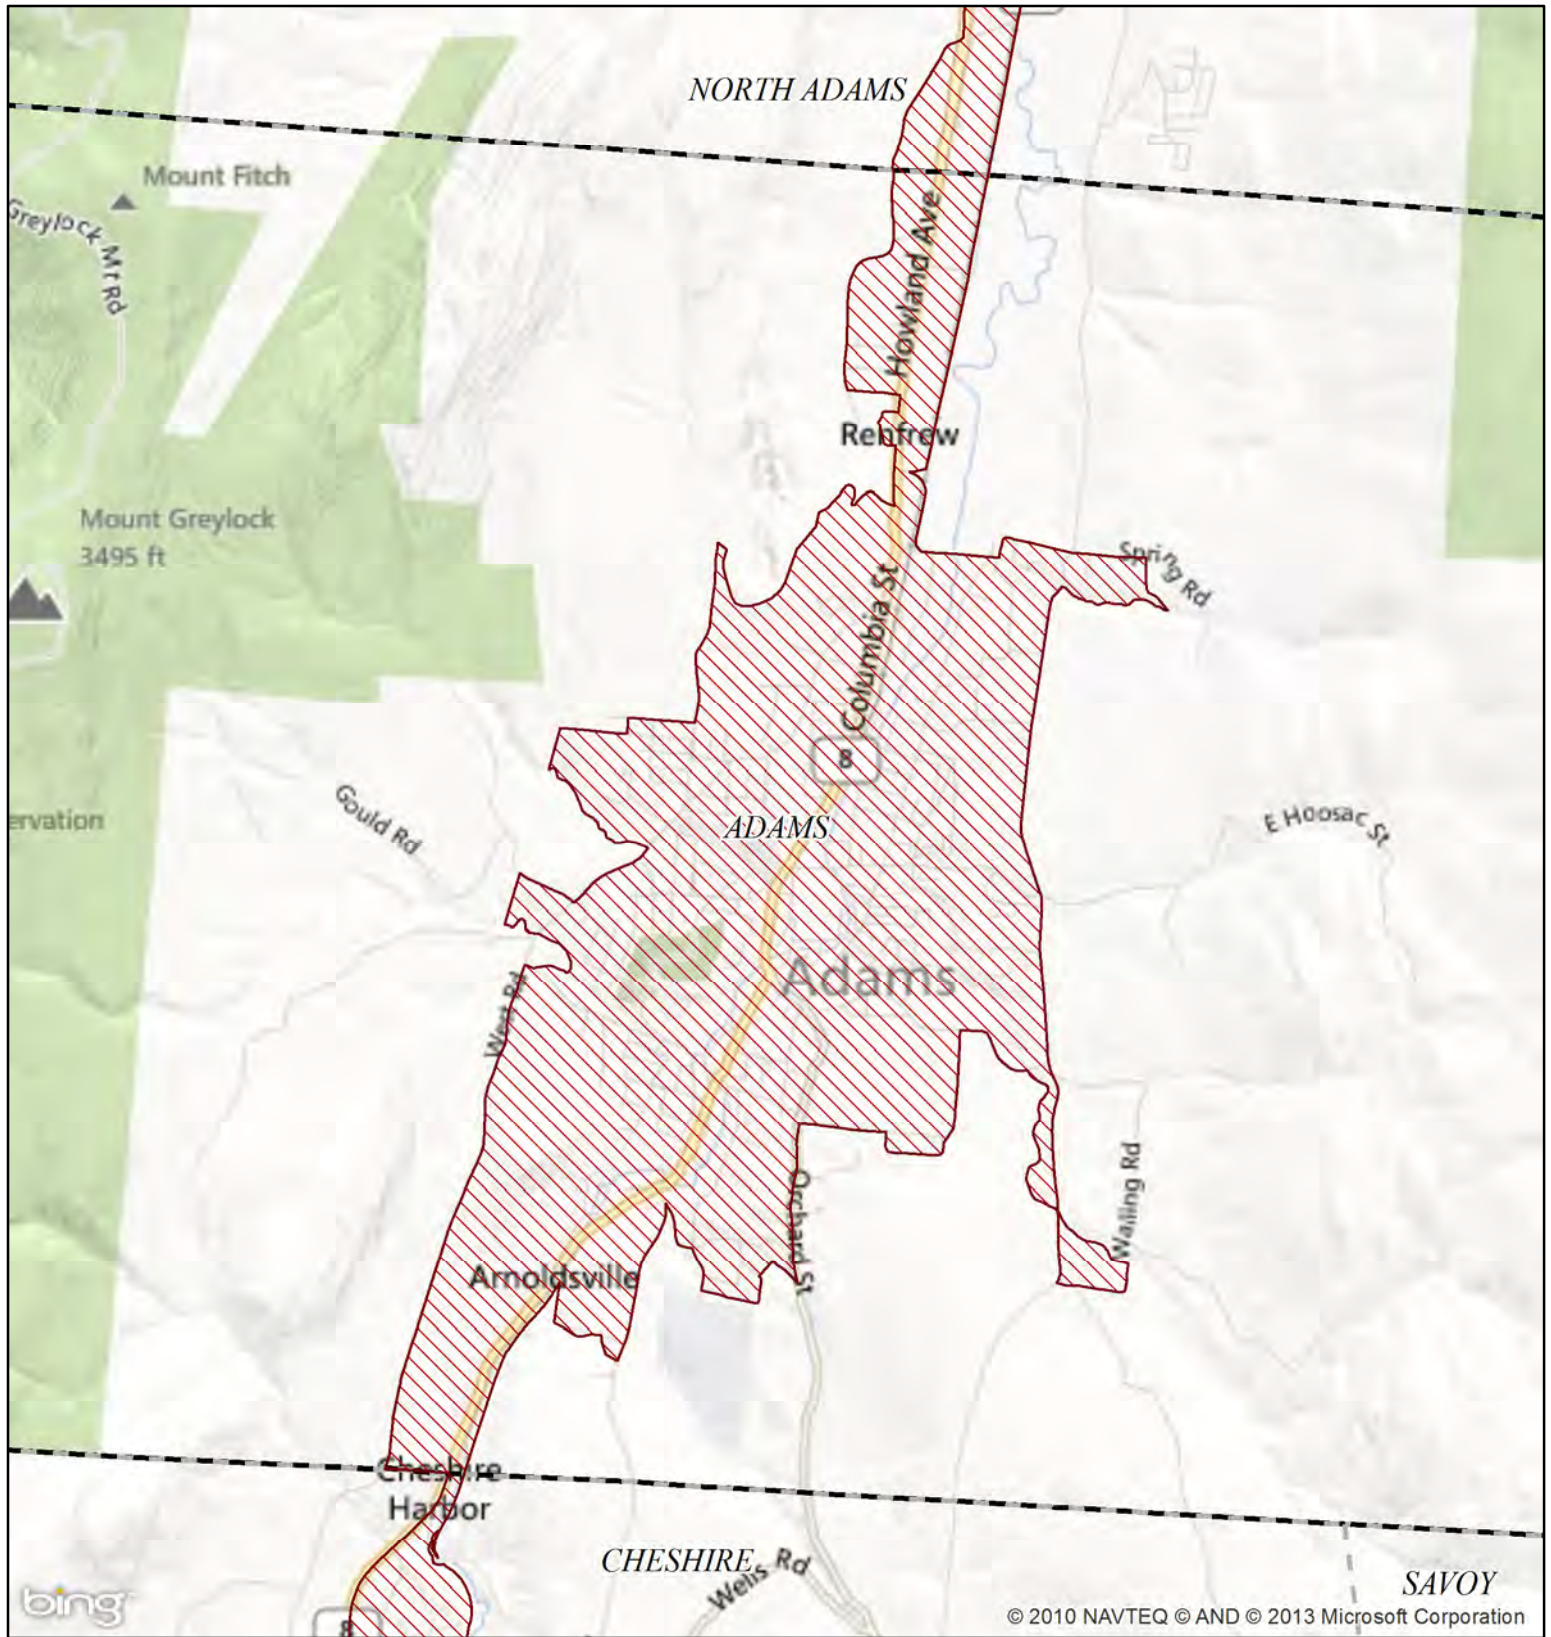 NORTH ADAMS
Mount Fitch
Greylock Mt Rd
Howland Ave
Renfrew
Mount Greylock
3495 ft
Spring Rd
Columbia St
8
Gould Rd
ervation
ADAMS
E Hoosac St
Adams
West Rd
Orchard St
Walling Rd
Arnoldsville
Cheshire
Harbor
CHESHIRE
Wells Rd
SAVOY
bing
8
© 2010 NAVTEQ © AND © 2013 Microsoft Corporation